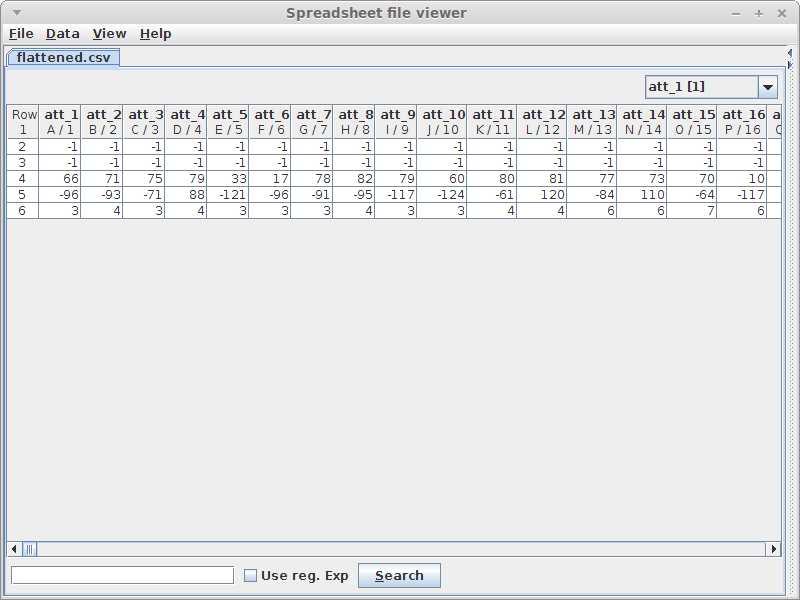 Spreadsheet file viewer
File Data View Help
flattened.csv
att_1 [1]
Row att_1 att_2 att_3 att_4 att_5 att_6 att_7 att_8 att_9 att_10 att_11 att_12 att_13 att_14 att_15 att_16 a
1 A / 1 B / 2 C / 3 D / 4 E / 5 F / 6 G / 7 H / 8 I / 9 J / 10 K / 11 L / 12 M / 13 N / 14 O / 15 P / 16 Q
2 -1 -1 -1 -1 -1 -1 -1 -1 -1 -1 -1 -1 -1 -1 -1 -1
3 -1 -1 -1 -1 -1 -1 -1 -1 -1 -1 -1 -1 -1 -1 -1 -1
4 66 71 75 79 33 17 78 82 79 60 80 81 77 73 70 10
5 -96 -93 -71 88 -121 -96 -91 -95 -117 -124 -61 120 -84 110 -64 -117
6 3 4 3 4 3 3 3 4 3 3 4 4 6 6 7 6
Use reg. Exp Search